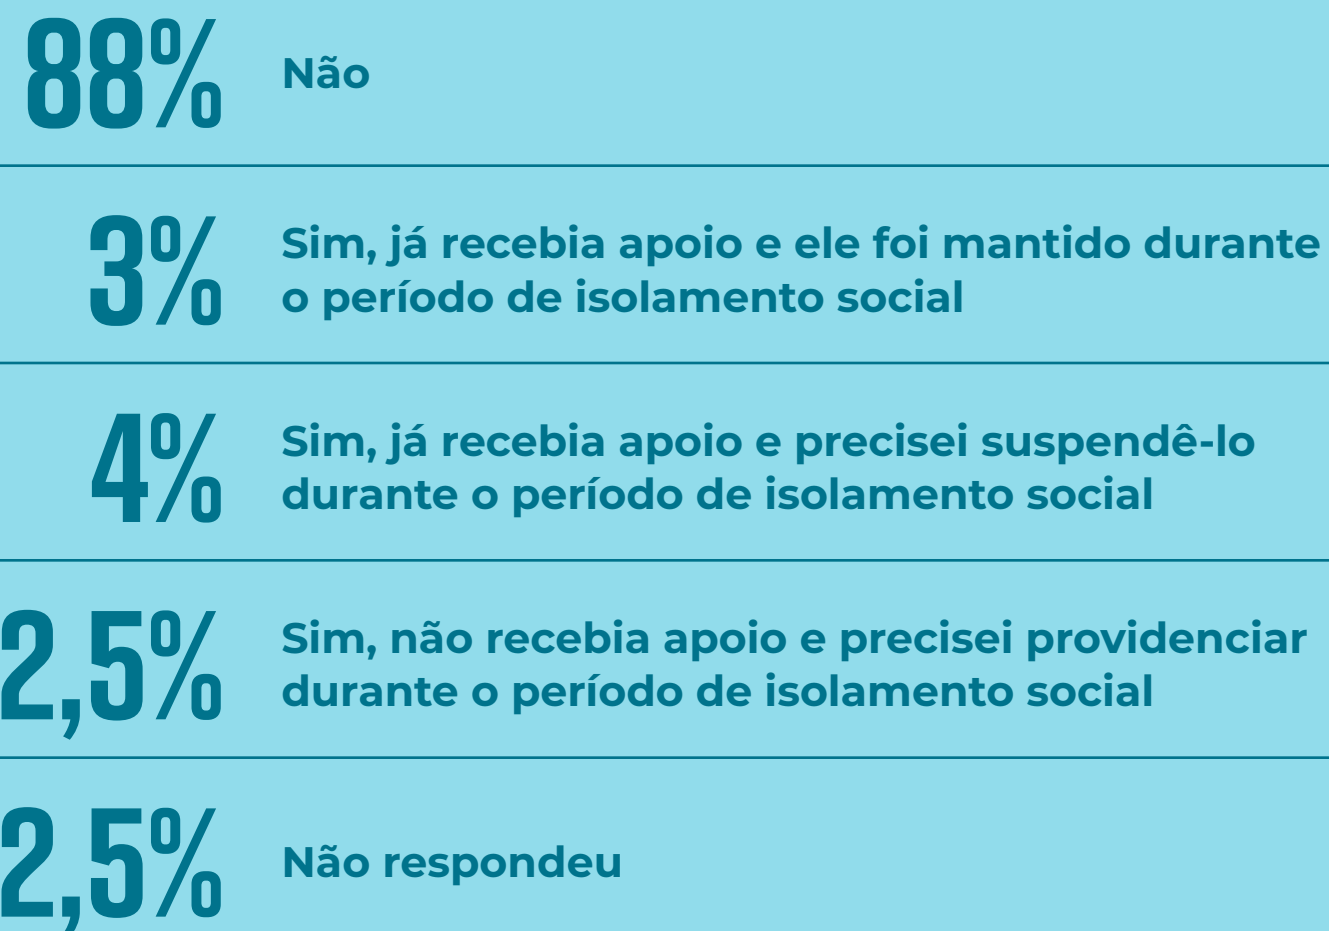 88% Não
3% Sim, já recebia apoio e ele foi mantido durante
o período de isolamento social
4% Sim, já recebia apoio e precisei suspendê-lo
durante o período de isolamento social
2,5% Sim, não recebia apoio e precisei providenciar
durante o período de isolamento social
2,5% Não respondeu